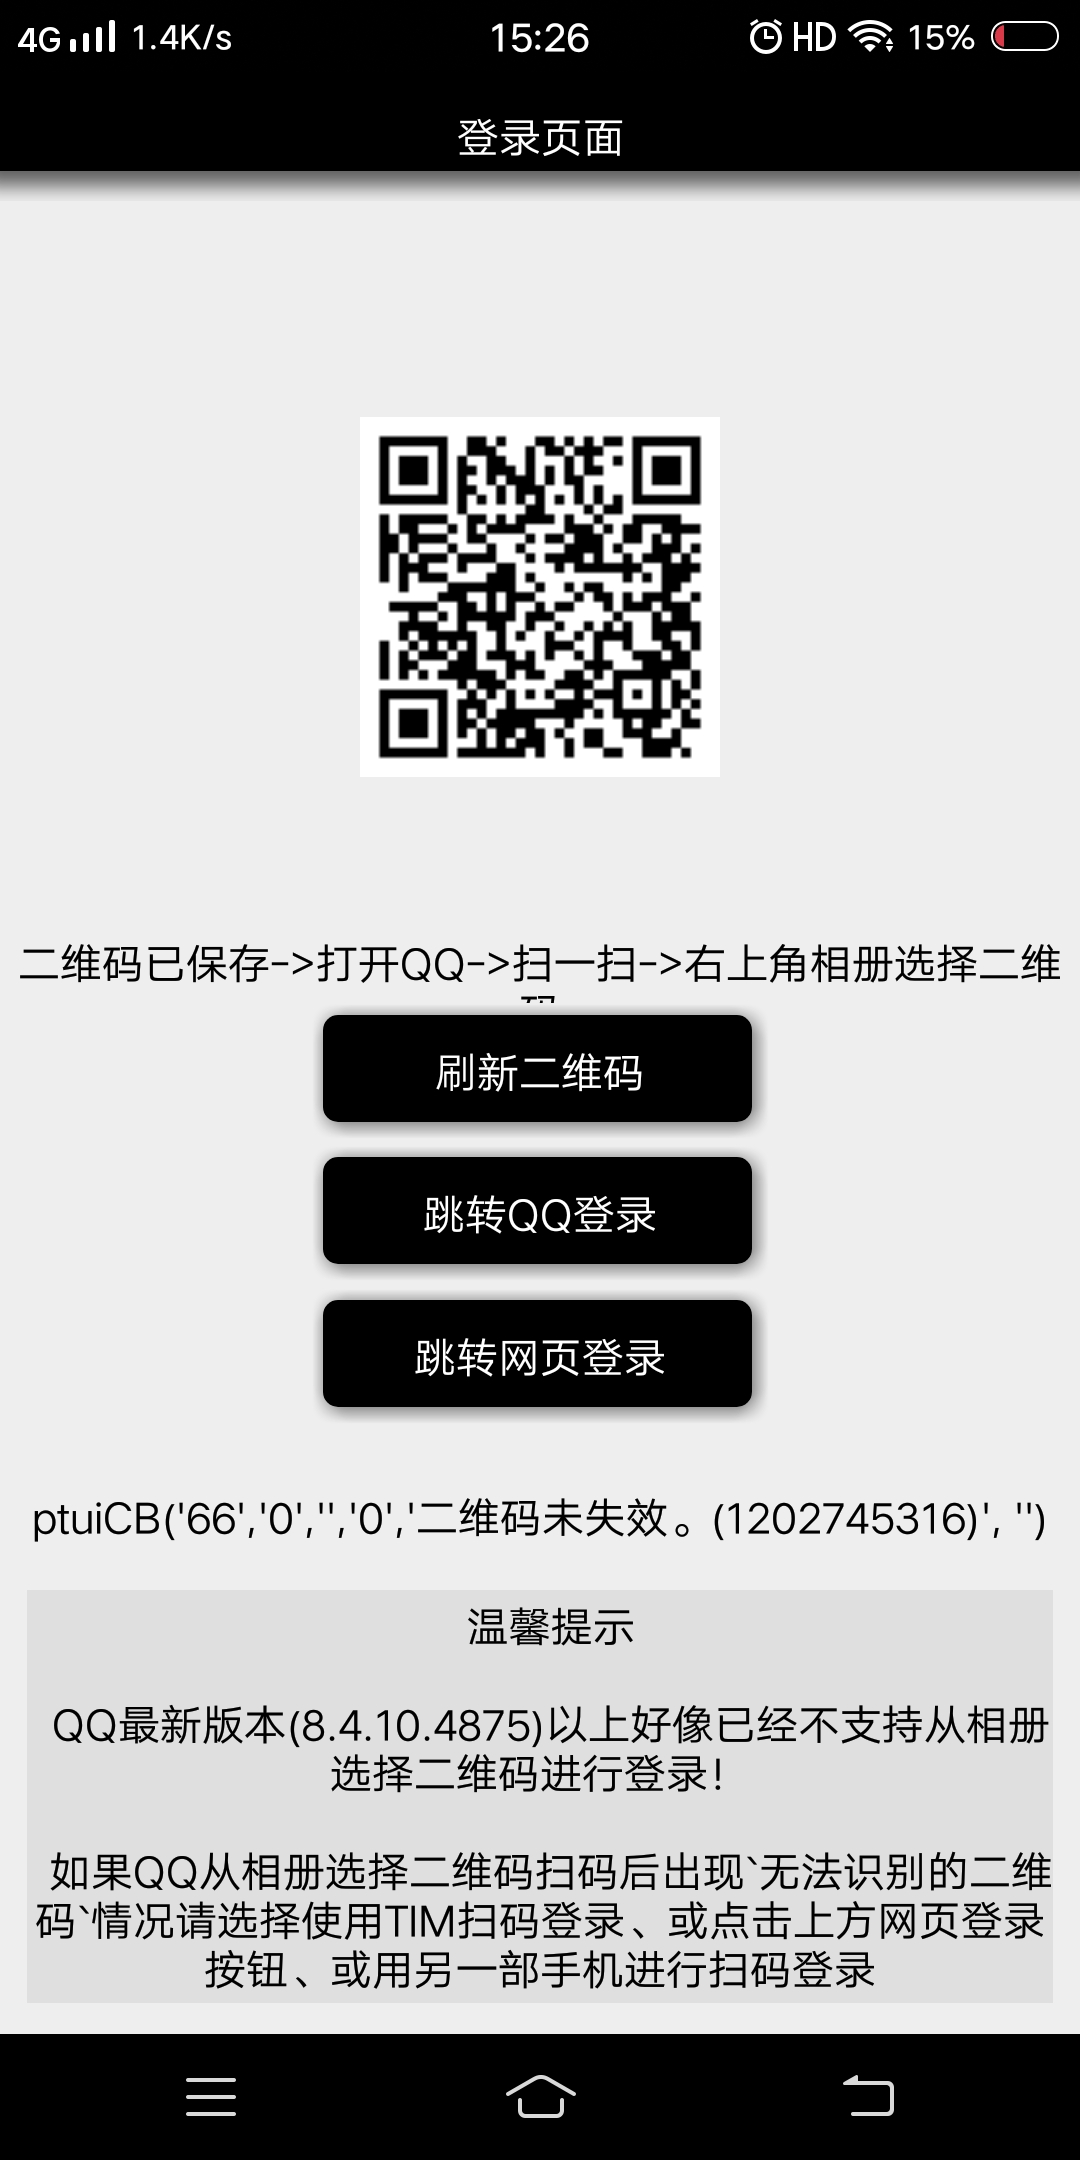 4G 1.4K/s 15:26 HD 15%
登录页面
二维码已保存->打开QQ->扫一扫->右上角相册选择二维
刷新二维码
跳转QQ登录
跳转网页登录
ptuiCB('66','0','','0','二维码未失效。(1202745316)', '')
温馨提示
QQ最新版本(8.4.10.4875)以上好像已经不支持从相册
选择二维码进行登录!
如果QQ从相册选择二维码扫码后出现`无法识别的二维
码`情况请选择使用TIM扫码登录、或点击上方网页登录
按钮、或用另一部手机进行扫码登录